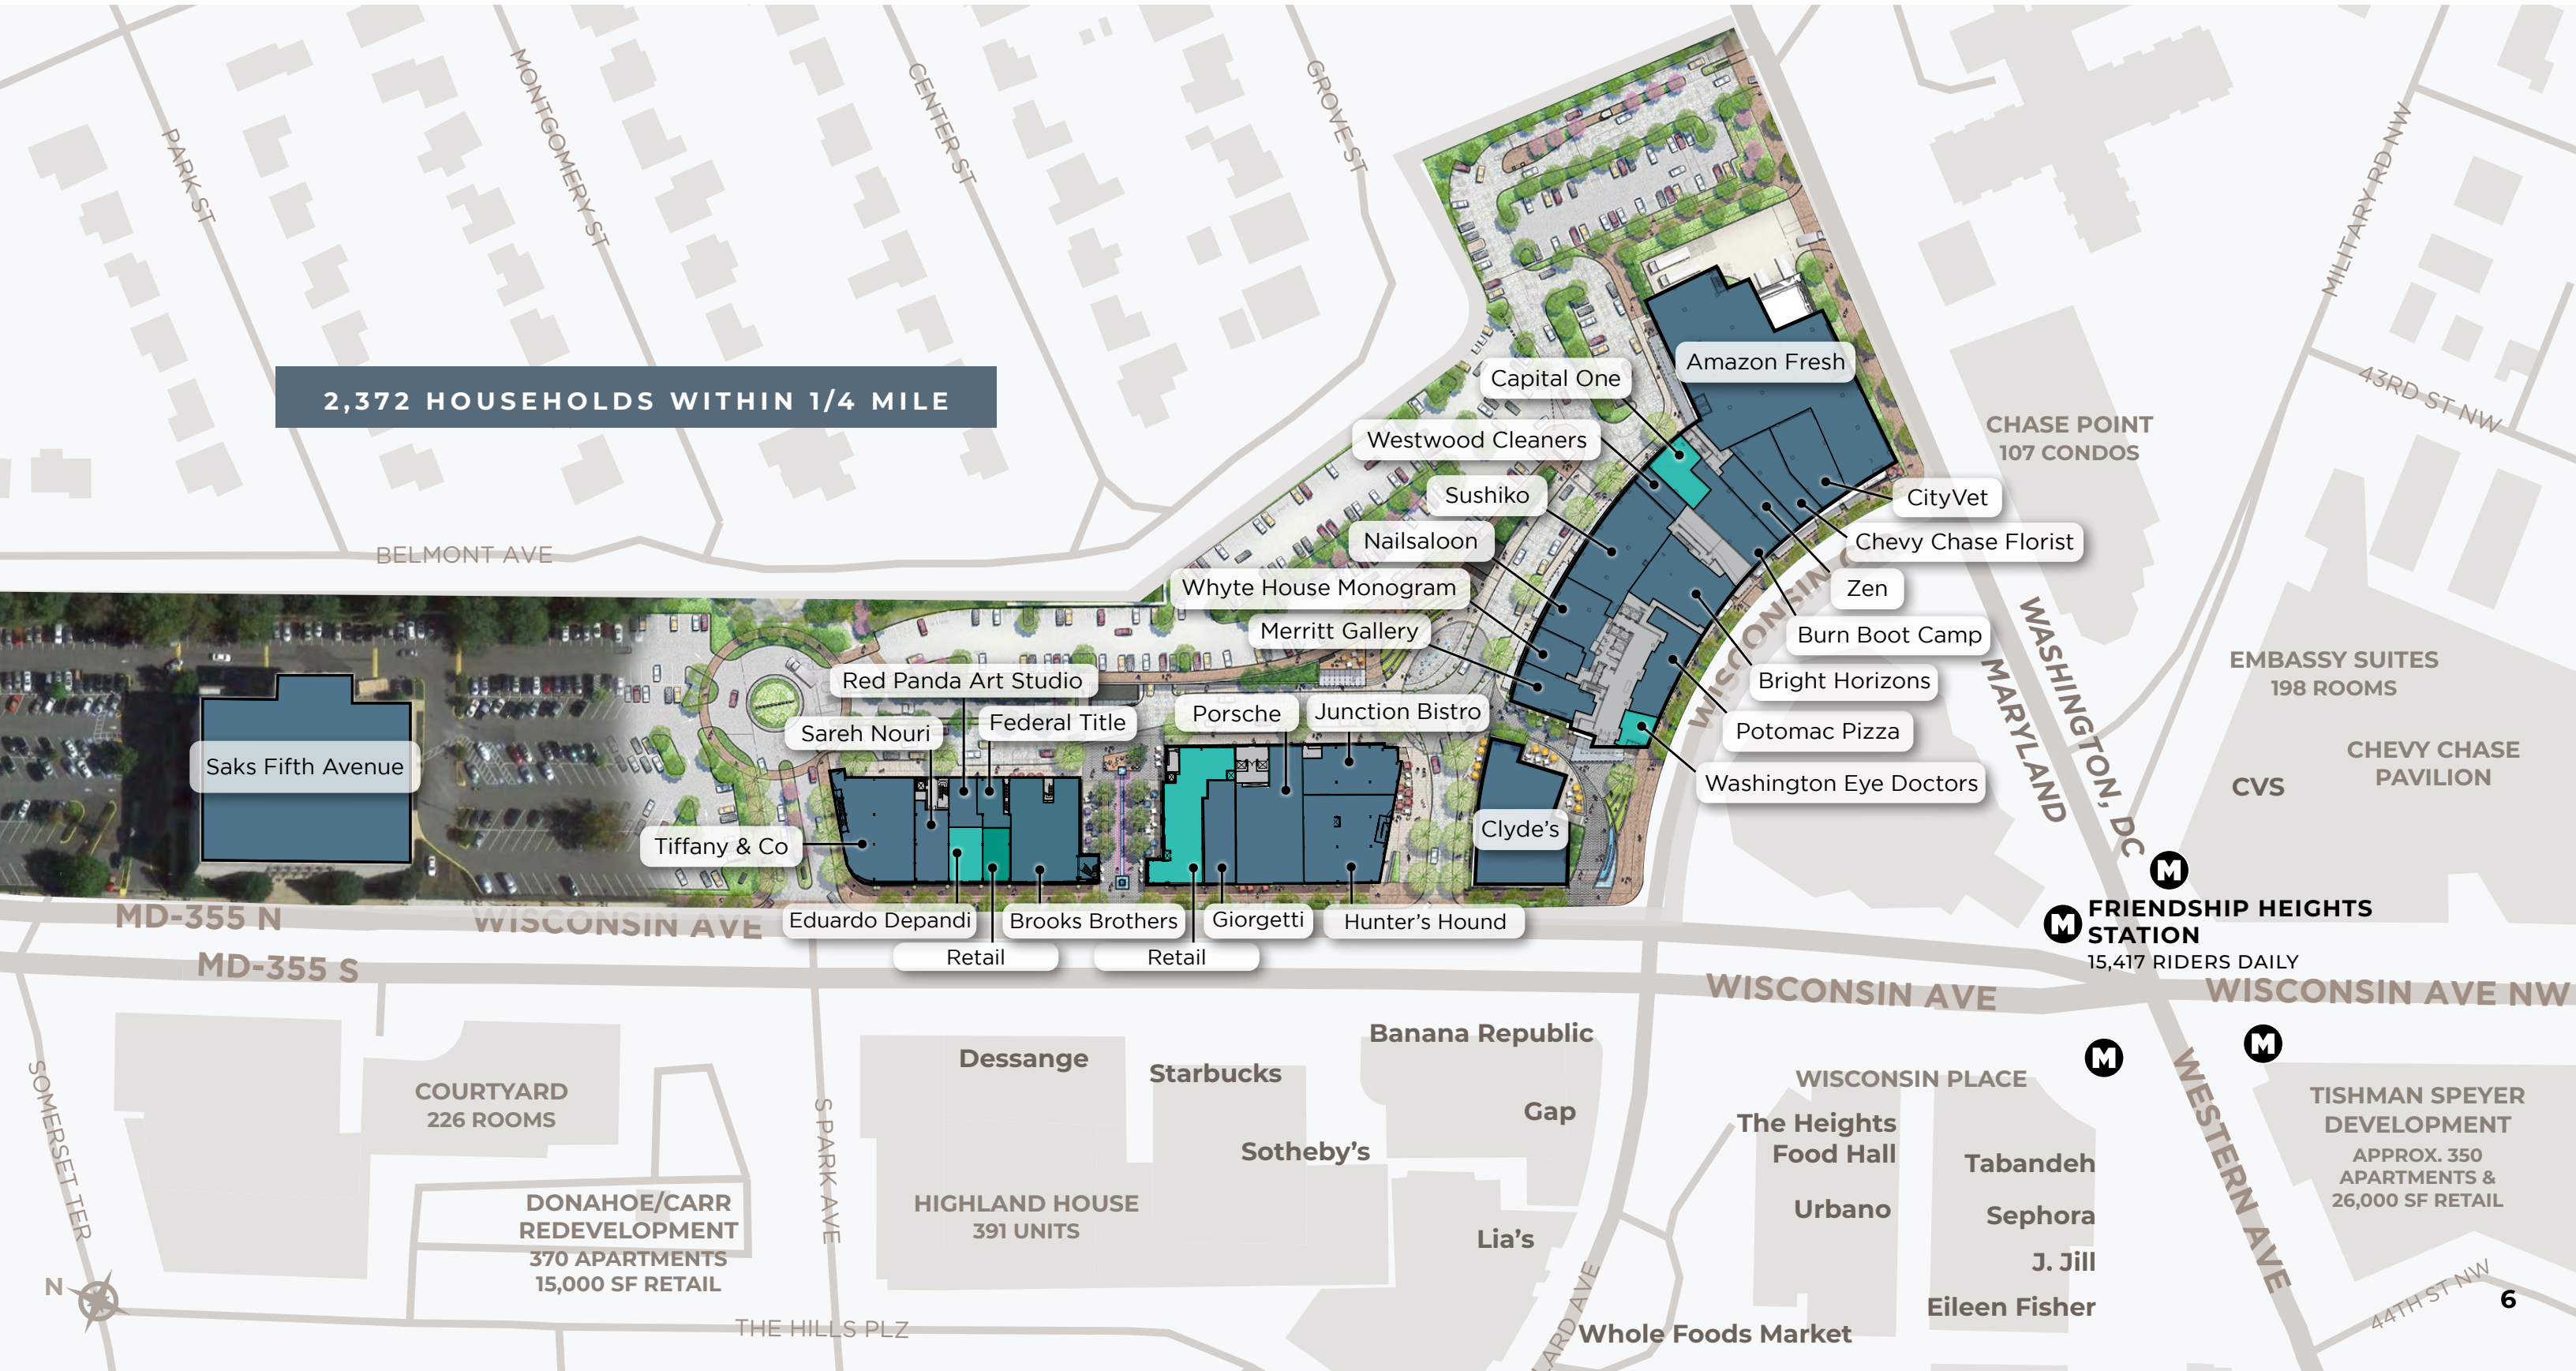 PARK ST
MONTGOMERY ST
CENTER ST
GROVE ST
MILITARY RD NW
43RD ST NW
2,372 HOUSEHOLDS WITHIN 1/4 MILE
BELMONT AVE
Amazon Fresh
Capital One
Westwood Cleaners
Sushiko
Nailsaloon
Whyte House Monogram
Merritt Gallery
CityVet
Chevy Chase Florist
Zen
Burn Boot Camp
Bright Horizons
Potomac Pizza
Washington Eye Doctors
WISCONSIN
CHASE POINT
107 CONDOS
WASHINGTON, DC
MARYLAND
EMBASSY SUITES
198 ROOMS
CHEVY CHASE
PAVILION
CVS
Saks Fifth Avenue
Red Panda Art Studio
Sareh Nouri
Federal Title
Porsche
Junction Bistro
Tiffany & Co
Clyde's
Eduardo Depandi
Brooks Brothers
Giorgetti
Hunter's Hound
Retail
Retail
MD-355 N
WISCONSIN AVE
MD-355 S
M
M
FRIENDSHIP HEIGHTS
STATION
15,417 RIDERS DAILY
WISCONSIN AVE
WISCONSIN AVE NW
M
M
SOMERSET TER
COURTYARD
226 ROOMS
DONAHOE/CARR
REDEVELOPMENT
370 APARTMENTS
15,000 SF RETAIL
S PARK AVE
Dessange
Starbucks
Banana Republic
Gap
Sotheby's
HIGHLAND HOUSE
391 UNITS
Lia's
WISCONSIN PLACE
The Heights
Food Hall
Urbano
Tabandeh
Sephora
J. Jill
Eileen Fisher
Whole Foods Market
WESTERN AVE
TISHMAN SPEYER
DEVELOPMENT
APPROX. 350
APARTMENTS &
26,000 SF RETAIL
44TH ST NW
N
THE HILLS PLZ
LARD AVE
6